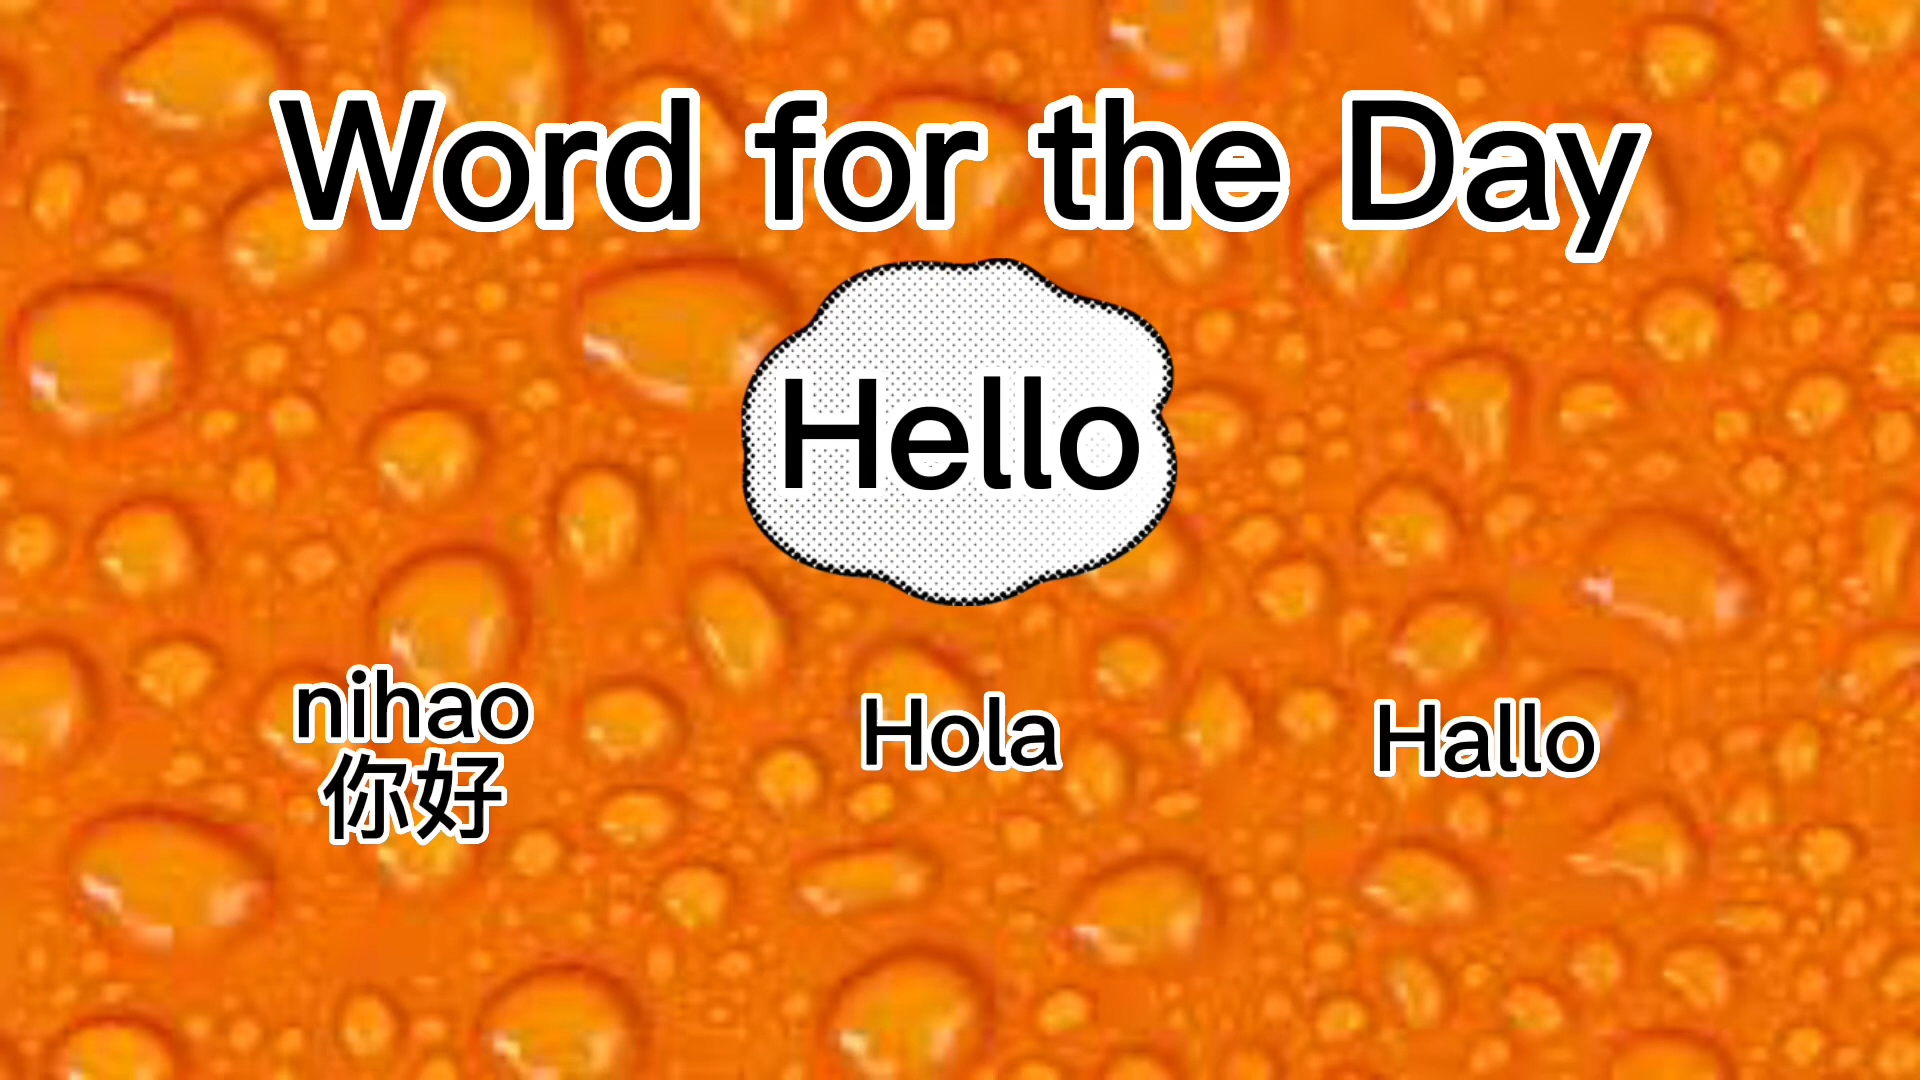 Word for the Day
Hello
nihao
你好
Hola
Hallo